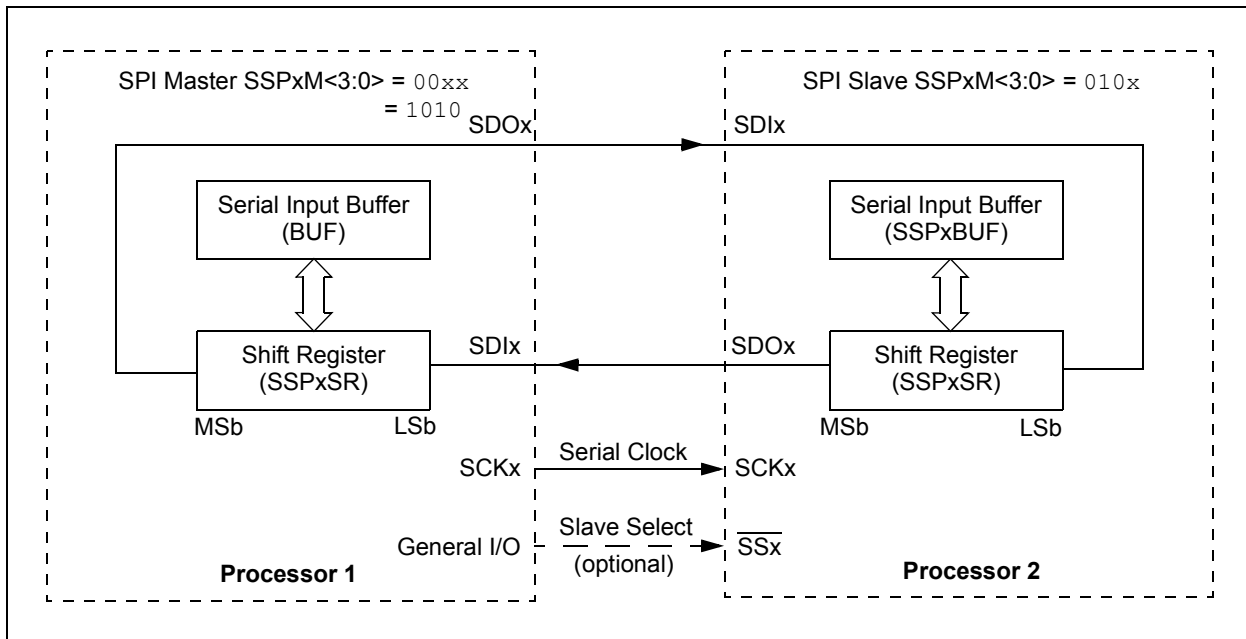 SPI Master SSPxM<3:0> = 00xx
= 1010
SDOx
Serial Input Buffer
(BUF)
Shift Register
(SSPxSR)
MSb
LSb
SDIx
SCKx
General I/O
Processor 1
Serial Clock
Slave Select
(optional)
SPI Slave SSPxM<3:0> = 010x
SDIx
Serial Input Buffer
(SSPxBUF)
SDOx
Shift Register
(SSPxSR)
MSb
LSb
SCKx
S̅S̅x̅
Processor 2